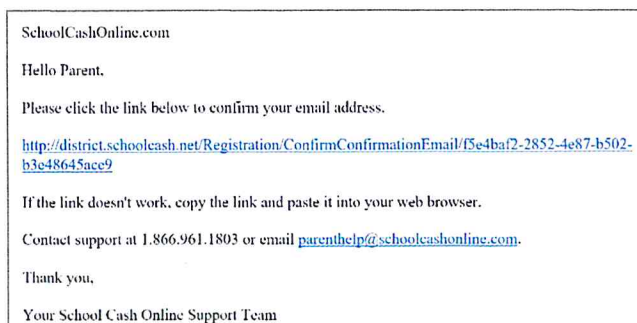 SchoolCashOnline.com
Hello Parent,
Please click the link below to confirm your email address.
http://district.schoolcash.net/Registration/ConfirmConfirmationEmail/f5e4baf2-2852-4e87-b502-
b3e48645ace9
If the link doesn't work, copy the link and paste it into your web browser.
Contact support at 1.866.961.1803 or email parenthelp@schoolcashonline.com.
Thank you,
Your School Cash Online Support Team